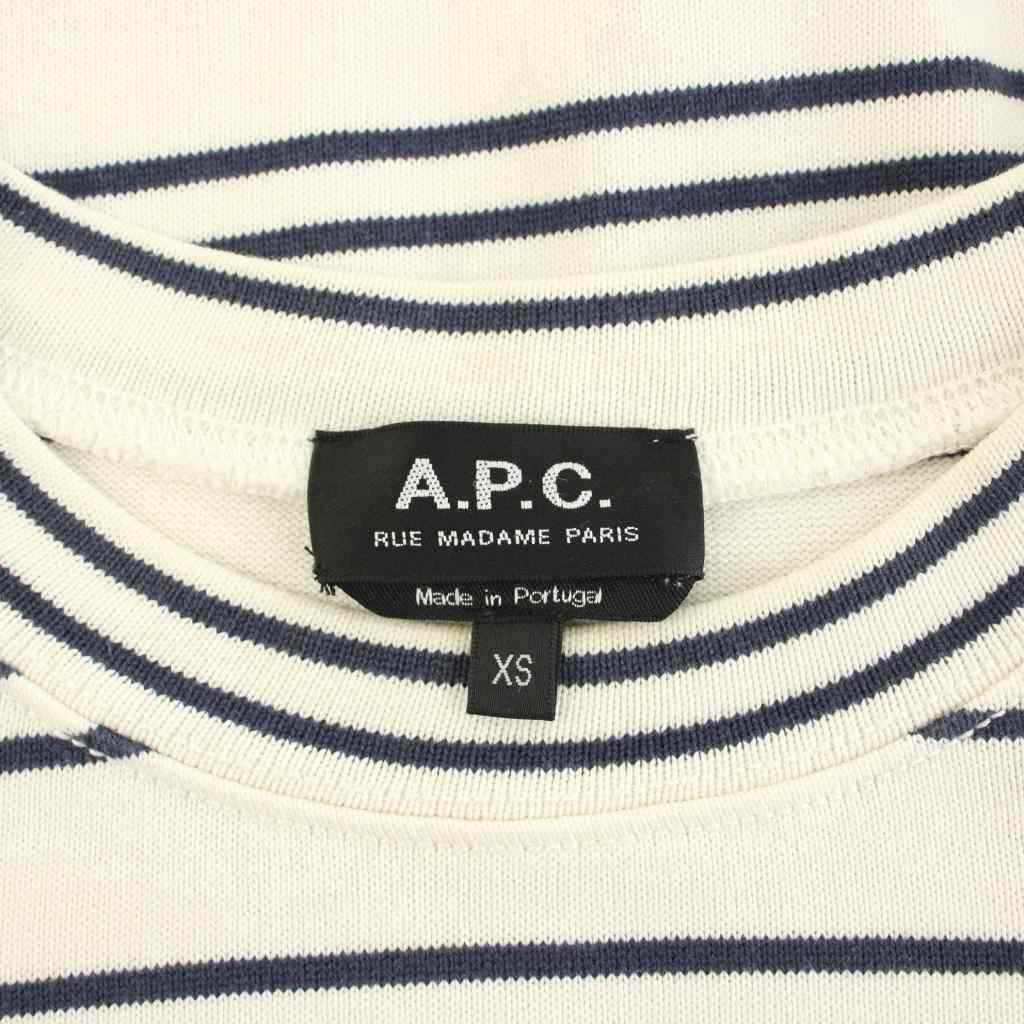 A.P.C.
RUE MADAME PARIS
Made in Portugal
XS